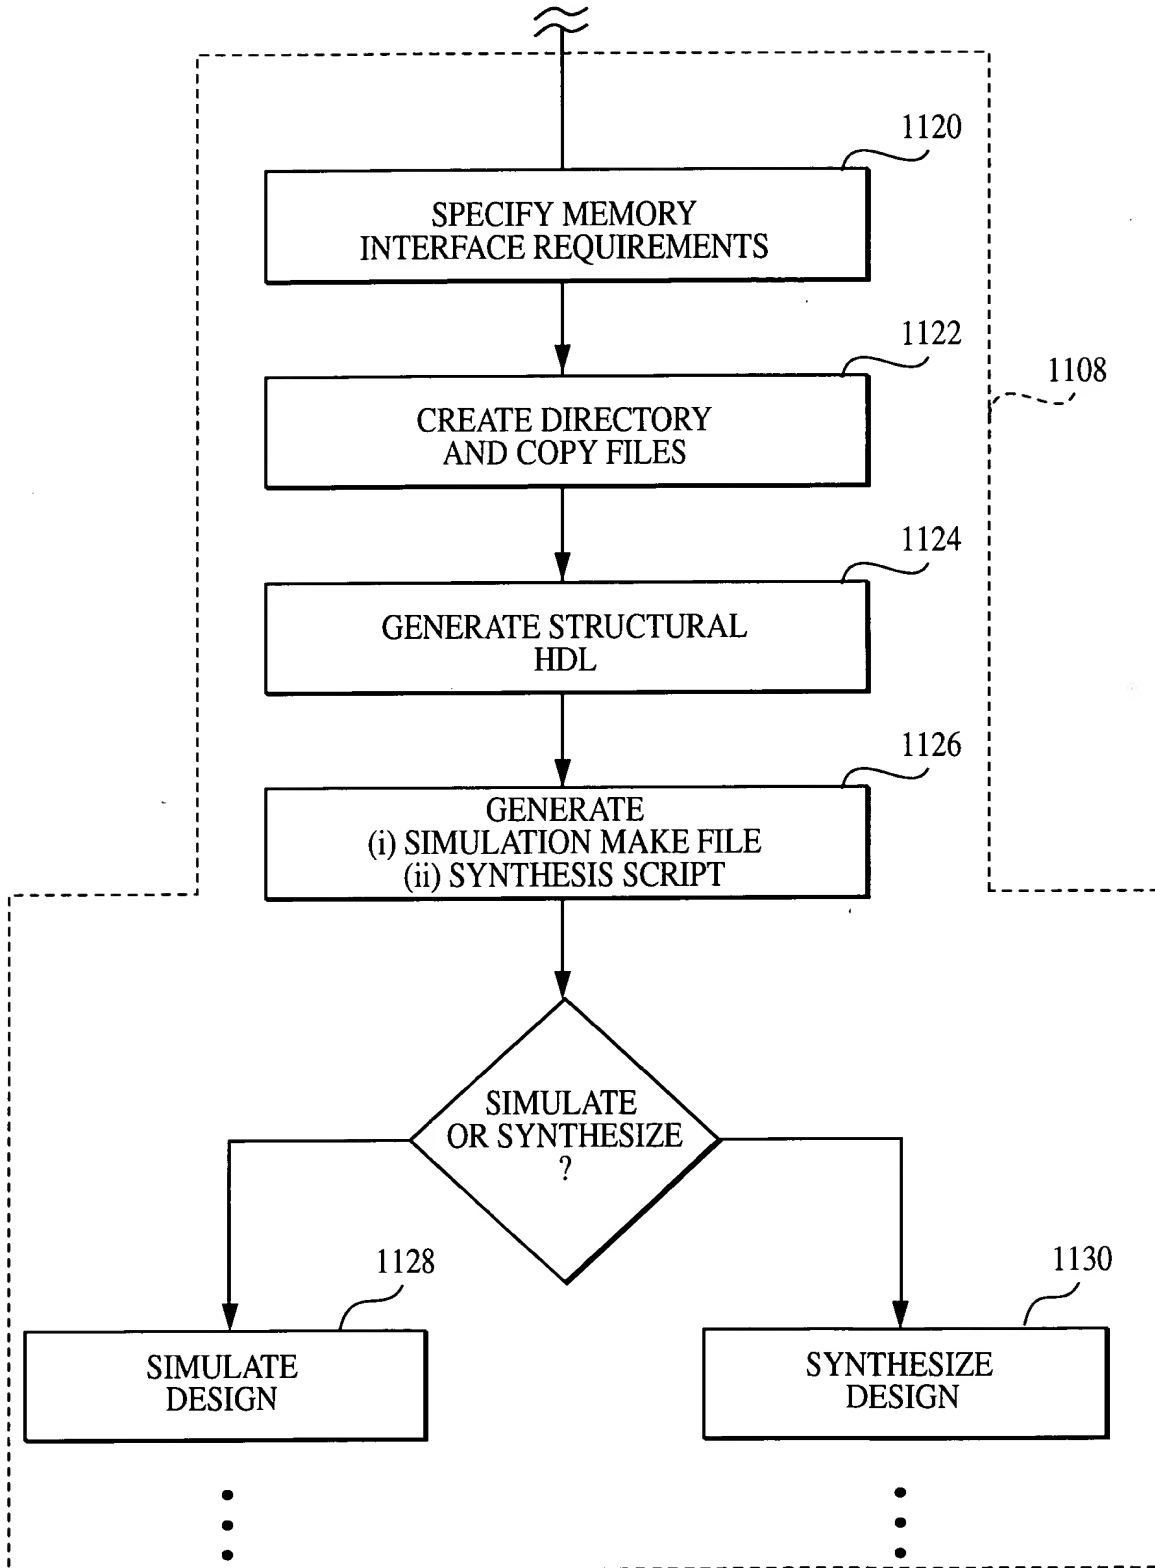 1120
SPECIFY MEMORY
INTERFACE REQUIREMENTS
1122
1108
CREATE DIRECTORY
AND COPY FILES
1124
GENERATE STRUCTURAL
HDL
1126
GENERATE
(i) SIMULATION MAKE FILE
(ii) SYNTHESIS SCRIPT
SIMULATE
OR SYNTHESIZE
?
1128
1130
SIMULATE
DESIGN
SYNTHESIZE
DESIGN